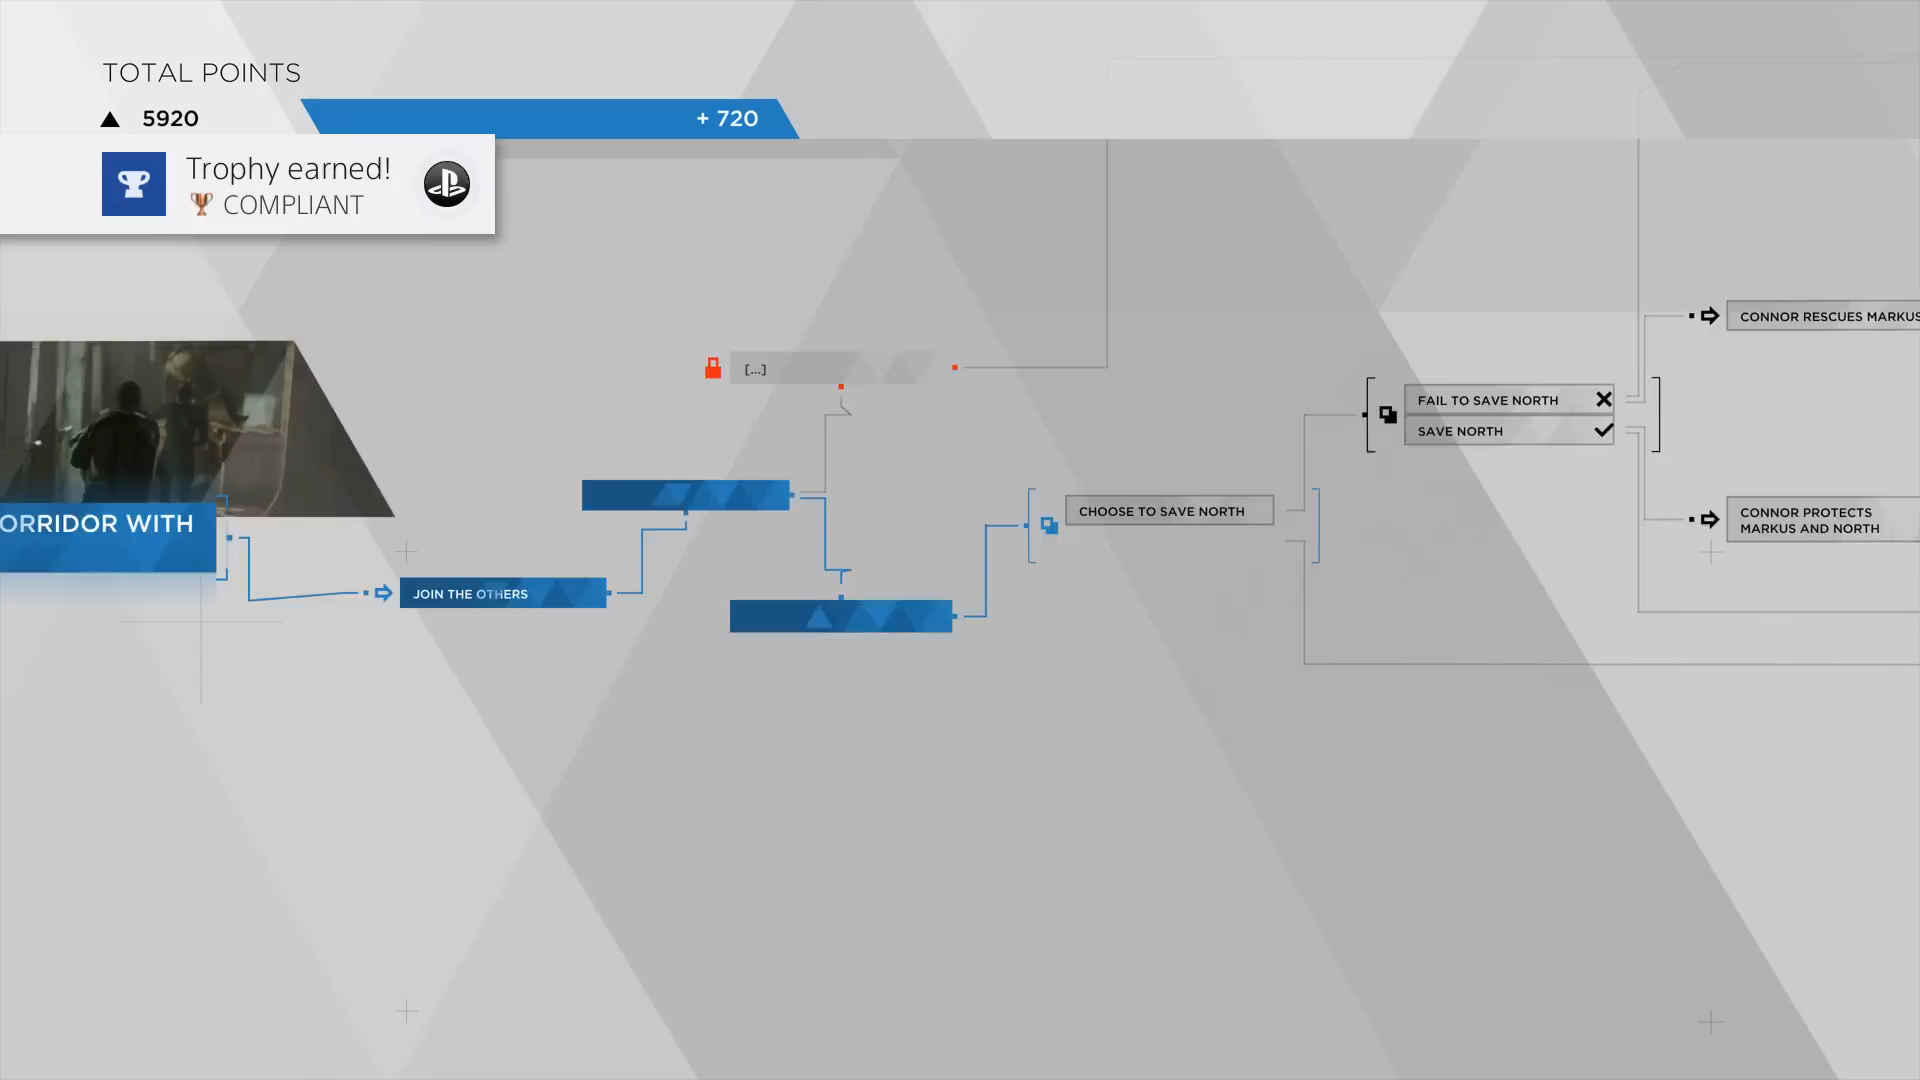 TOTAL POINTS
5920
+ 720
Trophy earned!
COMPLIANT
CONNOR RESCUES MARKUS
[...]
FAIL TO SAVE NORTH
SAVE NORTH
CHOOSE TO SAVE NORTH
CONNOR PROTECTS
MARKUS AND NORTH
ORRIDOR WITH
JOIN THE OTHERS